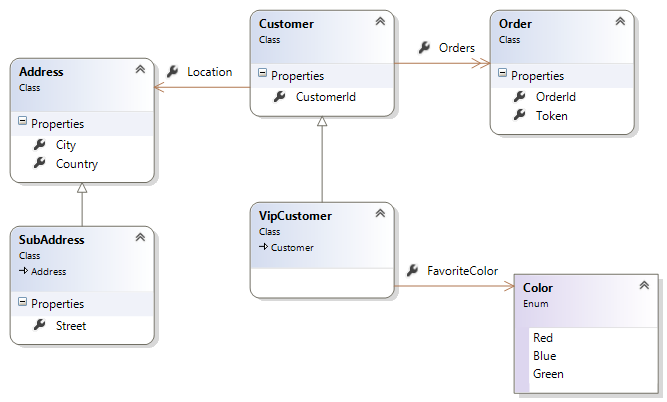 Customer
Class
Properties
CustomerId
Orders
Order
Class
Properties
OrderId
Token
Location
Address
Class
Properties
City
Country
SubAddress
Class
Address
Properties
Street
VipCustomer
Class
Customer
FavoriteColor
Color
Enum
Red
Blue
Green